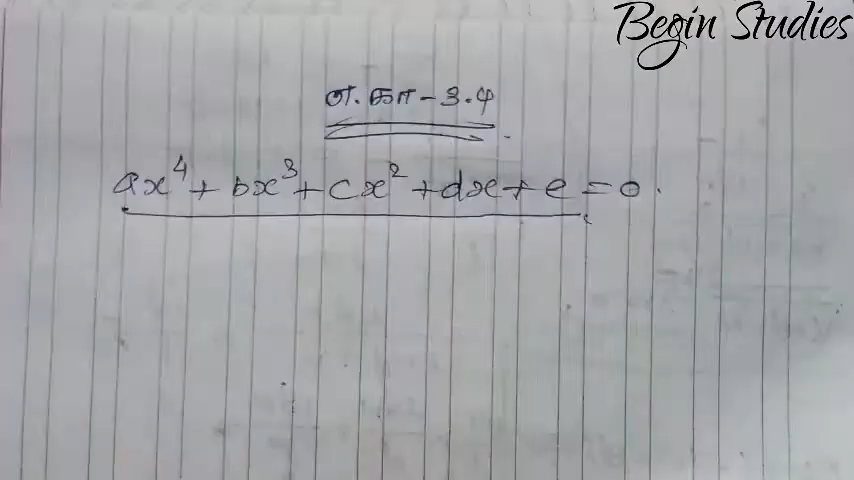 Begin Studies
எ.கா - 3.4
ax⁴ + bx³ + cx² + dx + e = 0.